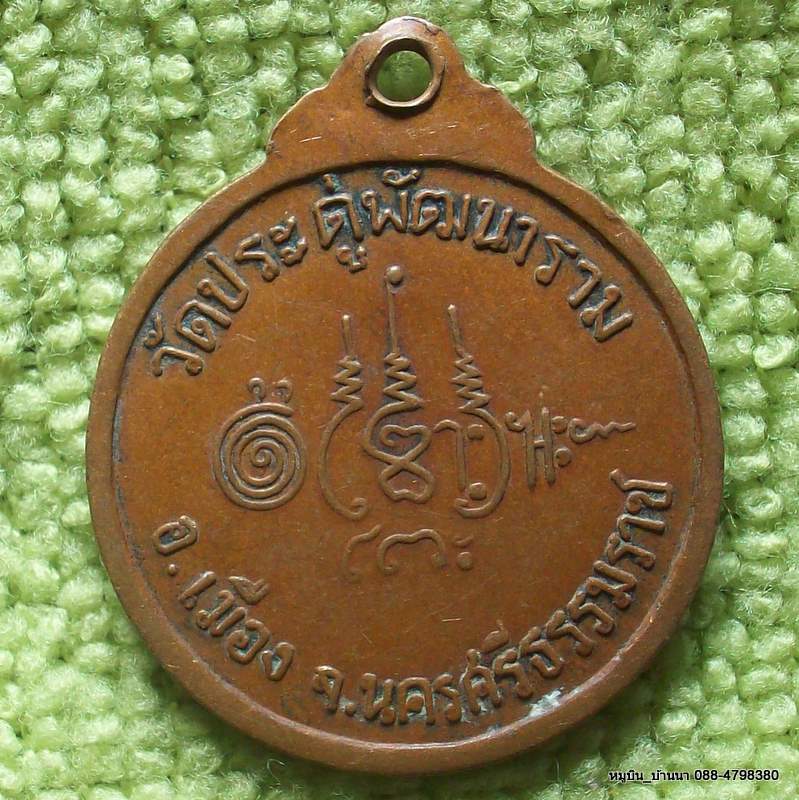 วัดประดู่พัฒนาราม
อ.เมือง จ.นครศรีธรรมราช
หมูบิน_บ้านนา 088-4798380